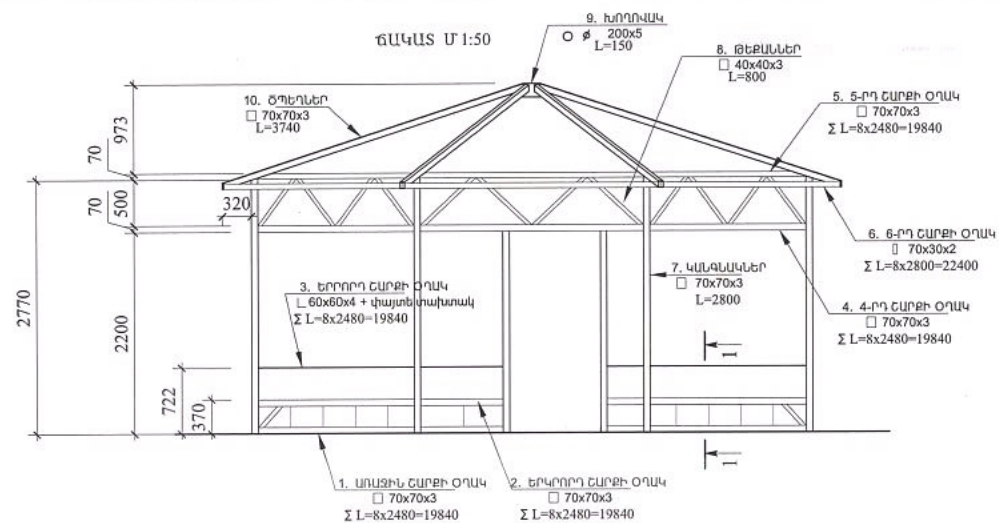 ՃԱԿԱՏ Մ 1:50
9. ԽՈՂՈՎԱԿ
○ ϕ 200x5
L=150
8. ԹԵՔԱՆՆԵՐ
□ 40x40x3
L=800
10. ԾՊԵՂՆԵՐ
□ 70x70x3
L=3740
5. 5-ՐԴ ՇԱՐՔԻ ՕՂԱԿ
□ 70x70x3
Σ L=8x2480=19840
973
70
500
70
320
6. 6-ՐԴ ՇԱՐՔԻ ՕՂԱԿ
▯ 70x30x2
Σ L=8x2800=22400
7. ԿԱՆԳՆԱԿՆԵՐ
□ 70x70x3
L=2800
3. ԵՐՐՈՐԴ ՇԱՐՔԻ ՕՂԱԿ
∟ 60x60x4 + փայտե տախտակ
Σ L=8x2480=19840
4. 4-ՐԴ ՇԱՐՔԻ ՕՂԱԿ
□ 70x70x3
Σ L=8x2480=19840
2770
2200
722
370
1
1
1. ԱՌԱՋԻՆ ՇԱՐՔԻ ՕՂԱԿ
□ 70x70x3
Σ L=8x2480=19840
2. ԵՐԿՐՈՐԴ ՇԱՐՔԻ ՕՂԱԿ
□ 70x70x3
Σ L=8x2480=19840